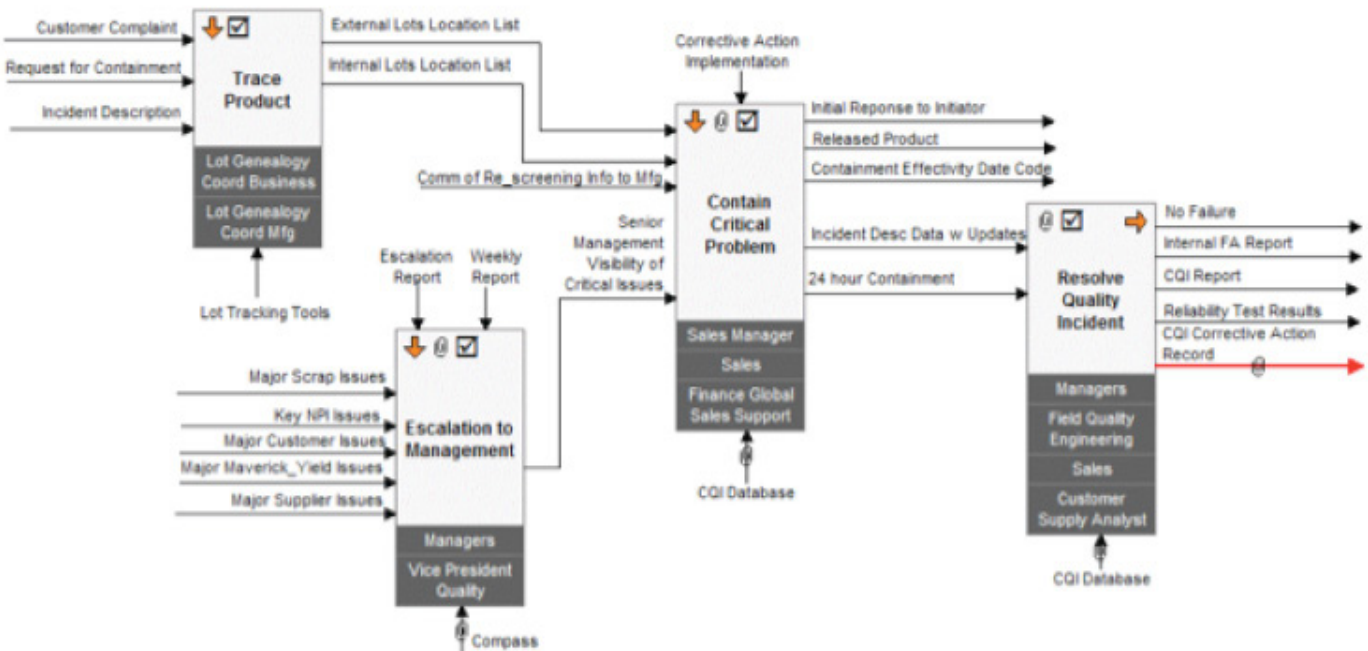 Customer Complaint
Request for Containment
Incident Description
Trace
Product
Lot Genealogy
Coord Business
Lot Genealogy
Coord Mfg
Lot Tracking Tools
External Lots Location List
Internal Lots Location List
Corrective Action
Implementation
Comm of Re_screening Info to Mfg
Senior
Management
Visibility of
Critical Issues
Escalation
Report
Weekly
Report
Major Scrap Issues
Key NPI Issues
Major Customer Issues
Major Maverick_Yield Issues
Major Supplier Issues
Escalation to
Management
Managers
Vice President
Quality
Compass
Contain
Critical
Problem
Sales Manager
Sales
Finance Global
Sales Support
CQI Database
Initial Reponse to Initiator
Released Product
Containment Effectivity Date Code
Incident Desc Data w Updates
24 hour Containment
Resolve
Quality
Incident
Managers
Field Quality
Engineering
Sales
Customer
Supply Analyst
CQI Database
No Failure
Internal FA Report
CQI Report
Reliability Test Results
CQI Corrective Action
Record